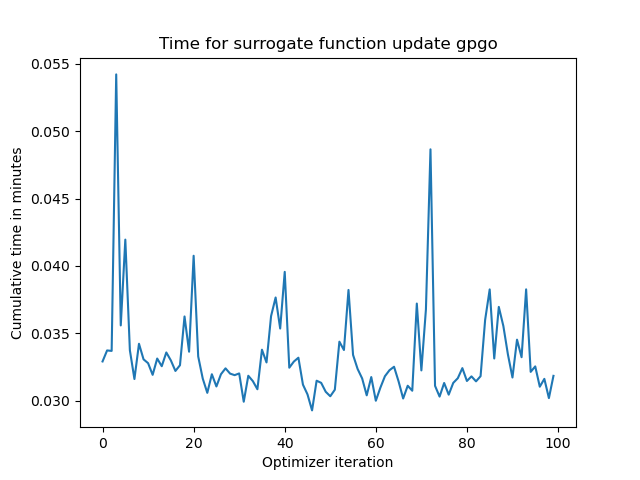 Time for surrogate function update gpgo
0.055
0.050
0.045
0.040
0.035
0.030
Cumulative time in minutes
0 20 40 60 80 100
Optimizer iteration